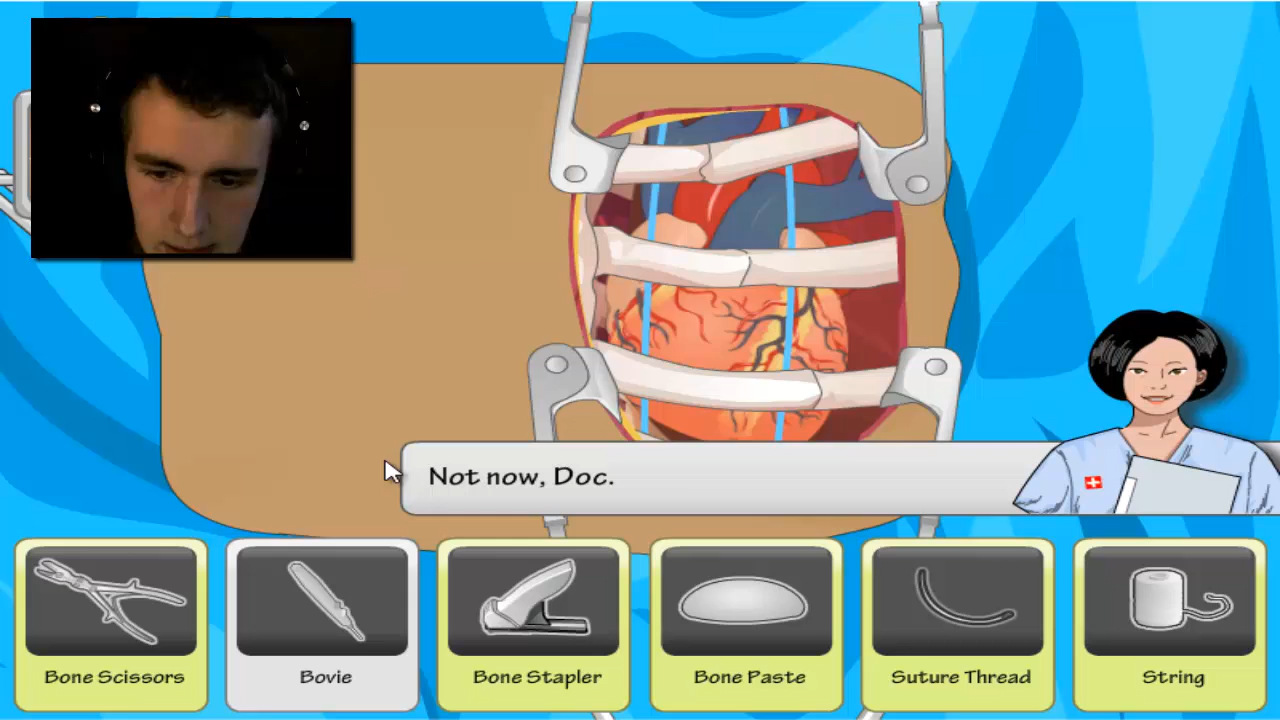 Not now, Doc.
Bone Scissors
Bovie
Bone Stapler
Bone Paste
Suture Thread
String